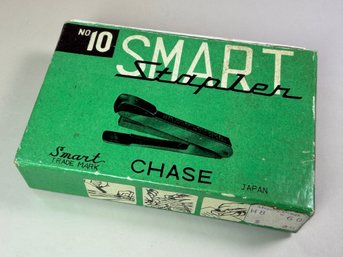 NO 10
SMART
Stapler
Smart
TRADE MARK
CHASE
JAPAN